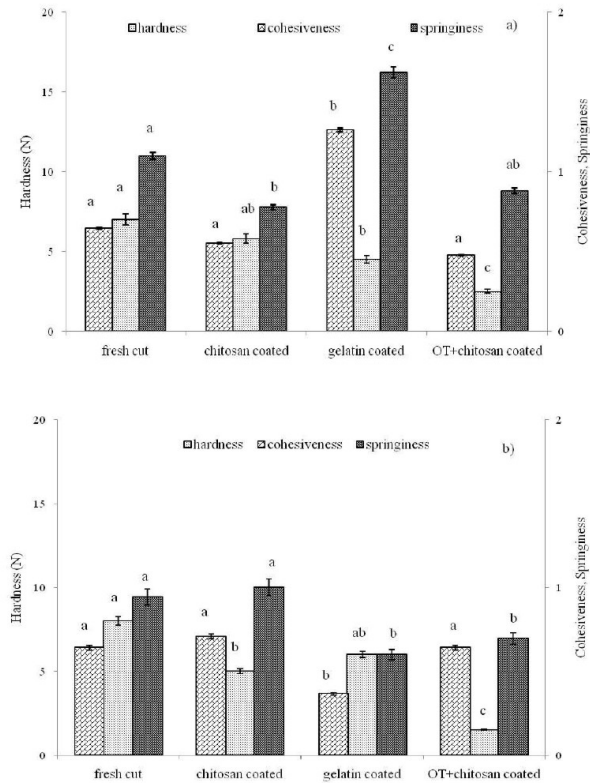 20 2
hardness cohesiveness springiness a)
c
15
b
a
Hardness (N)
10 1
Cohesiveness, Springiness
ab
b
a a ab b a
a
5
c
0 0
fresh cut chitosan coated gelatin coated OT+chitosan coated
20 2
hardness cohesiveness springiness b)
15
Hardness (N)
10 1
Cohesiveness, Springiness
a
a a a
a ab b a b
b
5
b
c
0 0
fresh cut chitosan coated gelatin coated OT+chitosan coated